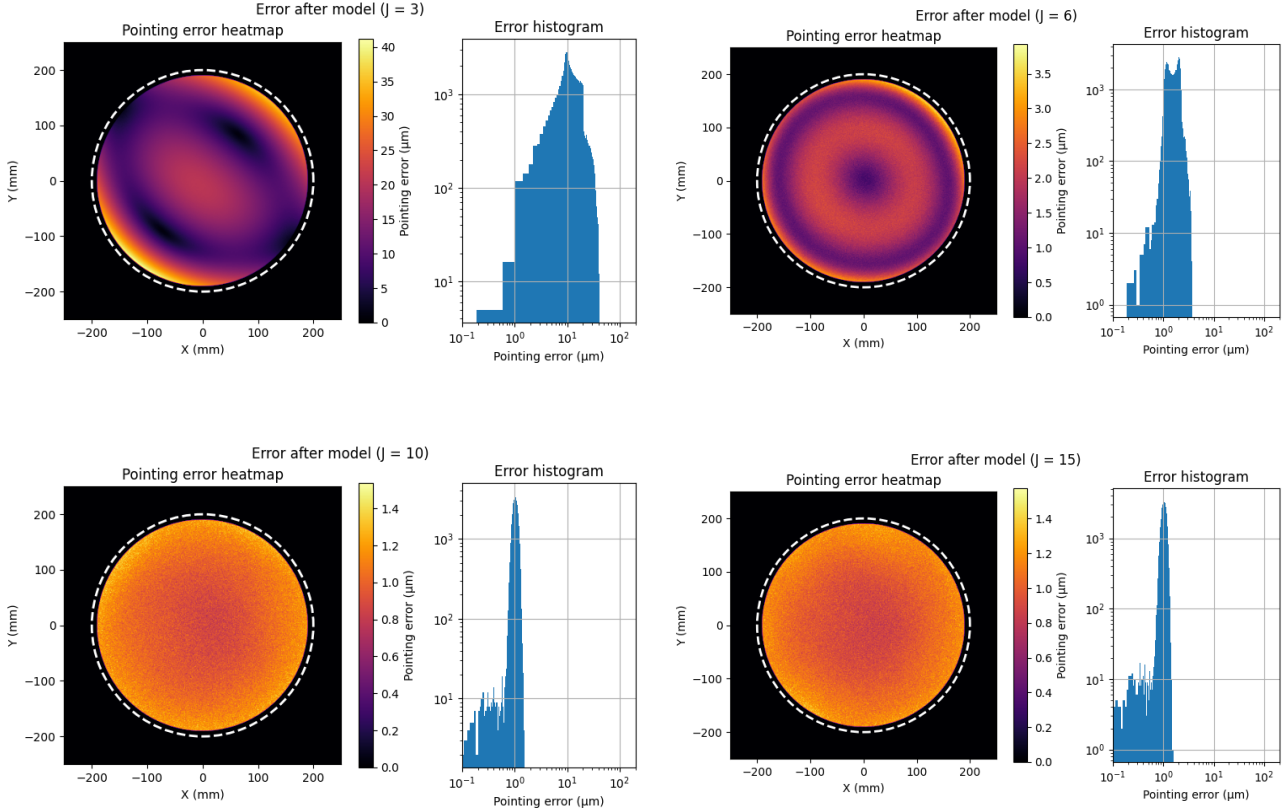 Error after model (J = 3)
Pointing error heatmap
Error histogram
200
100
0
−100
−200
Y (mm)
−200 −100 0 100 200
X (mm)
40
35
30
25
20
15
10
5
0
Pointing error (μm)
10³
10²
10¹
10⁻¹ 10⁰ 10¹ 10²
Pointing error (μm)
Error after model (J = 6)
Pointing error heatmap
Error histogram
200
100
0
−100
−200
Y (mm)
−200 −100 0 100 200
X (mm)
3.5
3.0
2.5
2.0
1.5
1.0
0.5
0.0
Pointing error (μm)
10³
10²
10¹
10⁰
10⁻¹ 10⁰ 10¹ 10²
Pointing error (μm)
Error after model (J = 10)
Pointing error heatmap
Error histogram
200
100
0
−100
−200
Y (mm)
−200 −100 0 100 200
X (mm)
1.4
1.2
1.0
0.8
0.6
0.4
0.2
0.0
Pointing error (μm)
10³
10²
10¹
10⁻¹ 10⁰ 10¹ 10²
Pointing error (μm)
Error after model (J = 15)
Pointing error heatmap
Error histogram
200
100
0
−100
−200
Y (mm)
−200 −100 0 100 200
X (mm)
1.4
1.2
1.0
0.8
0.6
0.4
0.2
0.0
Pointing error (μm)
10³
10²
10¹
10⁰
10⁻¹ 10⁰ 10¹ 10²
Pointing error (μm)